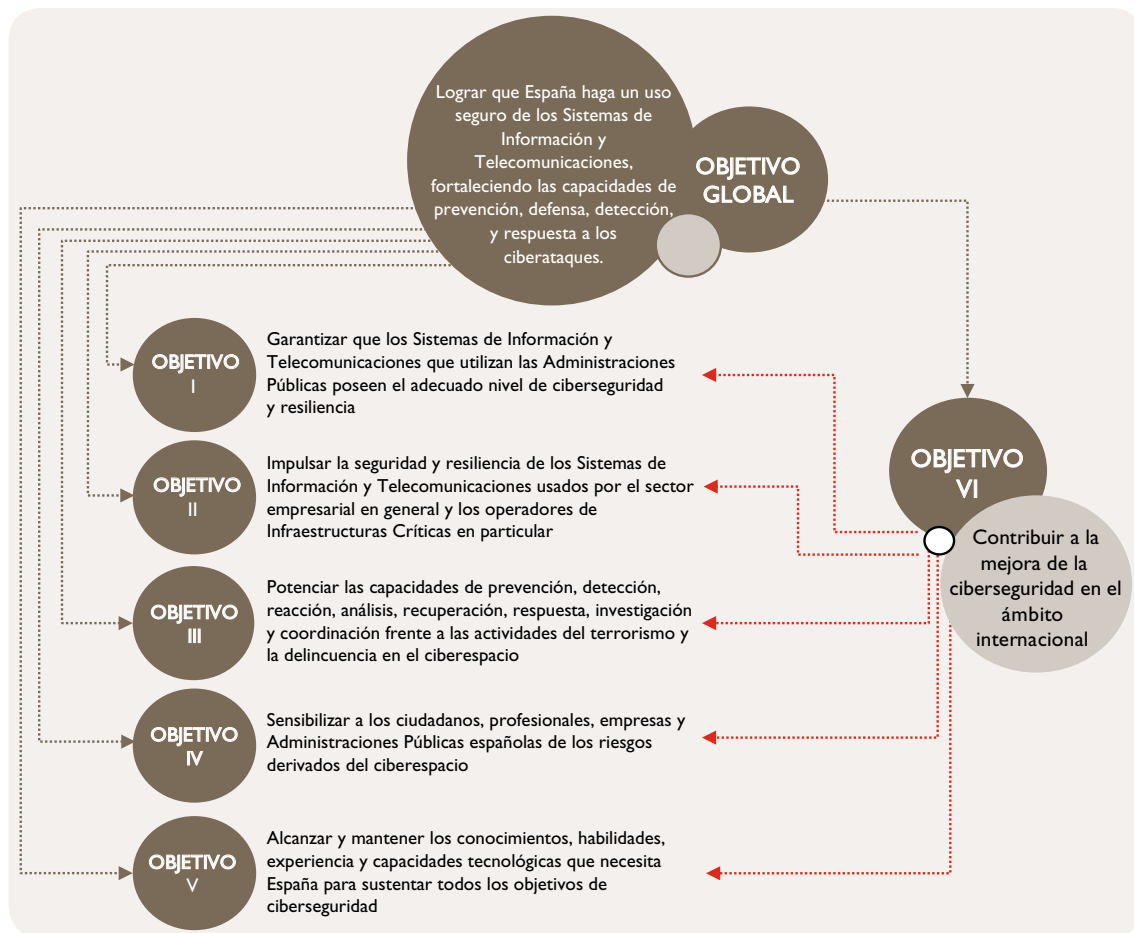 Lograr que España haga un uso
seguro de los Sistemas de
Información y
Telecomunicaciones,
fortaleciendo las capacidades de
prevención, defensa, detección,
y respuesta a los
ciberataques.
OBJETIVO
GLOBAL
OBJETIVO
I
Garantizar que los Sistemas de Información y
Telecomunicaciones que utilizan las Administraciones
Públicas poseen el adecuado nivel de ciberseguridad
y resiliencia
OBJETIVO
II
Impulsar la seguridad y resiliencia de los Sistemas de
Información y Telecomunicaciones usados por el sector
empresarial en general y los operadores de
Infraestructuras Críticas en particular
OBJETIVO
III
Potenciar las capacidades de prevención, detección,
reacción, análisis, recuperación, respuesta, investigación
y coordinación frente a las actividades del terrorismo y
la delincuencia en el ciberespacio
OBJETIVO
IV
Sensibilizar a los ciudadanos, profesionales, empresas y
Administraciones Públicas españolas de los riesgos
derivados del ciberespacio
OBJETIVO
V
Alcanzar y mantener los conocimientos, habilidades,
experiencia y capacidades tecnológicas que necesita
España para sustentar todos los objetivos de
ciberseguridad
OBJETIVO
VI
Contribuir a la
mejora de la
ciberseguridad en el
ámbito
internacional